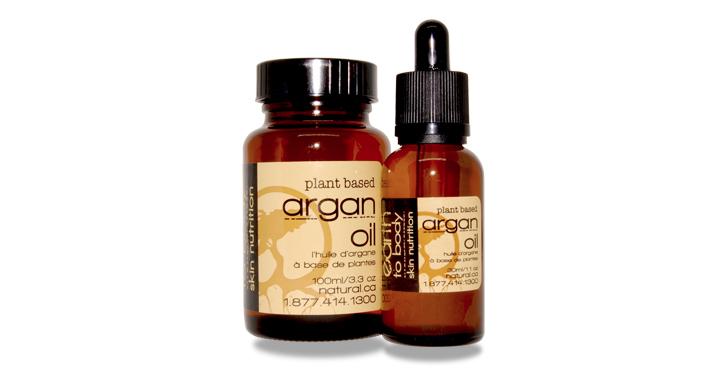 plant based
argan
oil
l'huile d'argane
à base de plantes
100ml/3.3 oz
natural.ca
1.877.414.1300
skin nutrition
earth
to body
skin nutrition
plant based
argan
oil
huile d'argane
à base de plantes
30ml/1.1 oz
natural.ca
1.877.414.1300